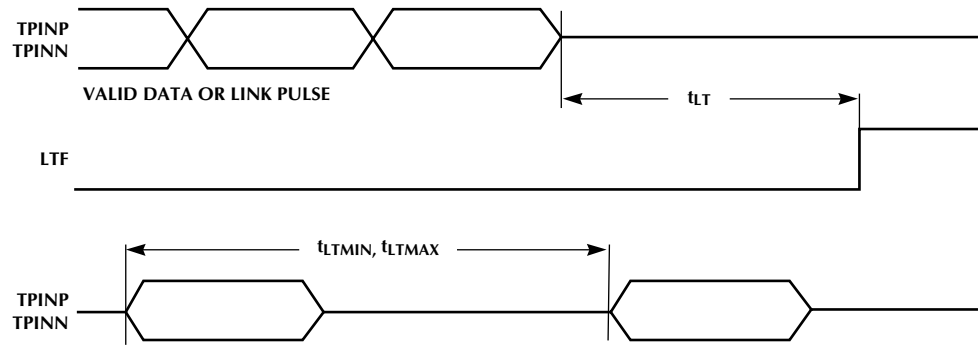 TPINP
TPINN
VALID DATA OR LINK PULSE
tLT
LTF
tLTMIN, tLTMAX
TPINP
TPINN